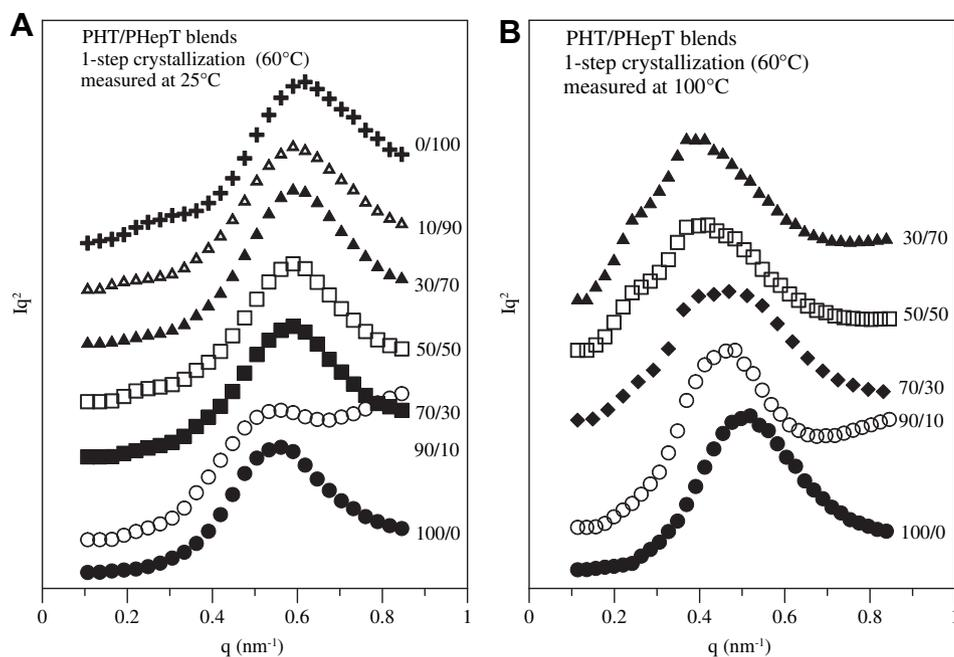 A
PHT/PHepT blends
1-step crystallization (60°C)
measured at 25°C
0/100
10/90
30/70
50/50
70/30
90/10
100/0
Iq²
0 0.2 0.4 0.6 0.8 1
q (nm⁻¹)
B
PHT/PHepT blends
1-step crystallization (60°C)
measured at 100°C
30/70
50/50
70/30
90/10
100/0
Iq²
0 0.2 0.4 0.6 0.8 1
q (nm⁻¹)